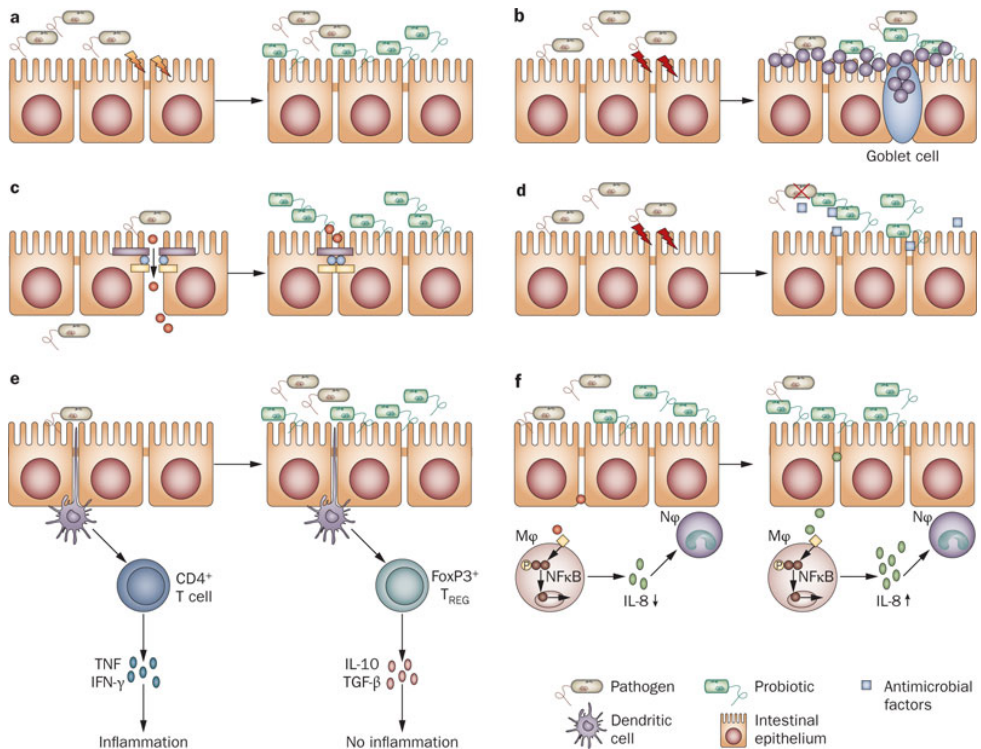 a
b
Goblet cell
c
d
e
f
CD4⁺
T cell
TNF
IFN-γ
Inflammation
FoxP3⁺
T_REG
IL-10
TGF-β
No inflammation
Mφ
P
NFκB
IL-8 ↓
Nφ
Mφ
P
NFκB
IL-8 ↑
Nφ
Pathogen
Probiotic
Antimicrobial
factors
Dendritic
cell
Intestinal
epithelium